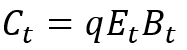 C_t = qE_tB_t